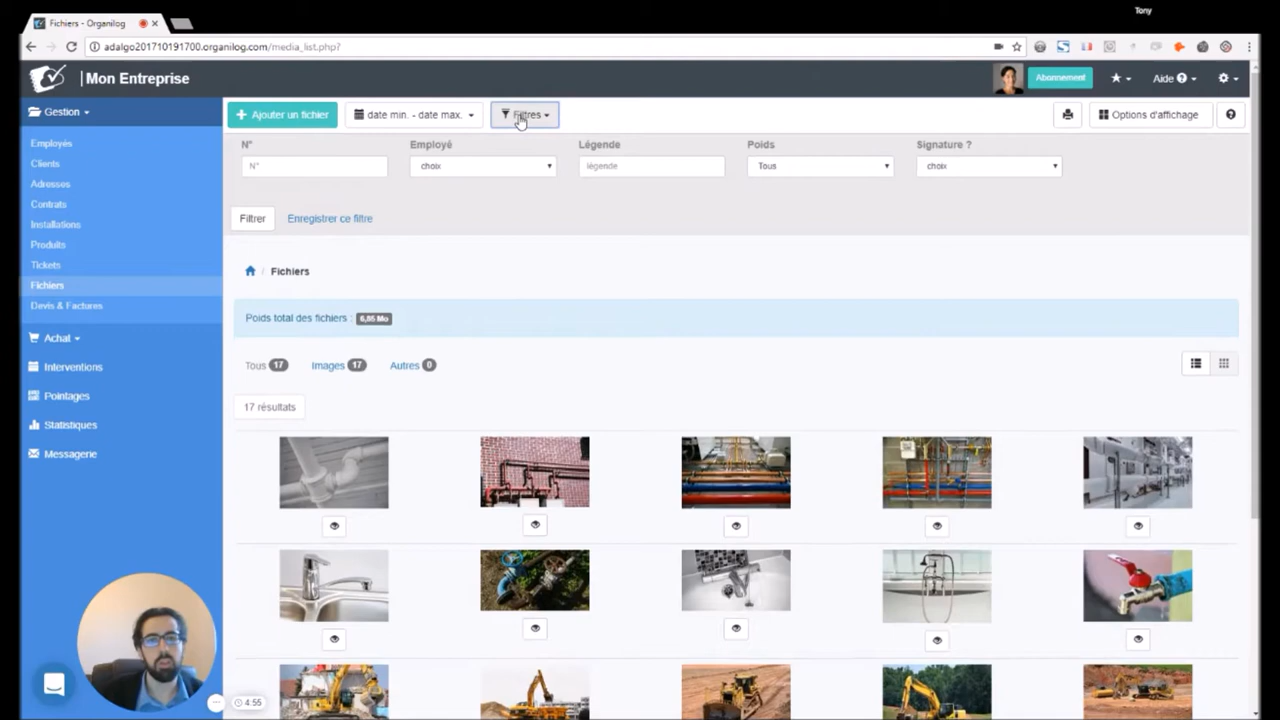 Tony
Fichiers - Organilog
adalgo201710191700.organilog.com/media_list.php?
Mon Entreprise
Abonnement
Aide
Gestion
Ajouter un fichier
date min. - date max.
Filtres
Options d'affichage
Employés
Clients
Adresses
Contrats
Installations
Produits
Tickets
Fichiers
Devis & Factures
Achat
Interventions
Pointages
Statistiques
Messagerie
N°
Employé
Légende
Poids
Signature ?
N°
choix
légende
Tous
choix
Filtrer
Enregistrer ce filtre
/ Fichiers
Poids total des fichiers : 6,85 Mo
Tous 17
Images 17
Autres 0
17 résultats
4:55